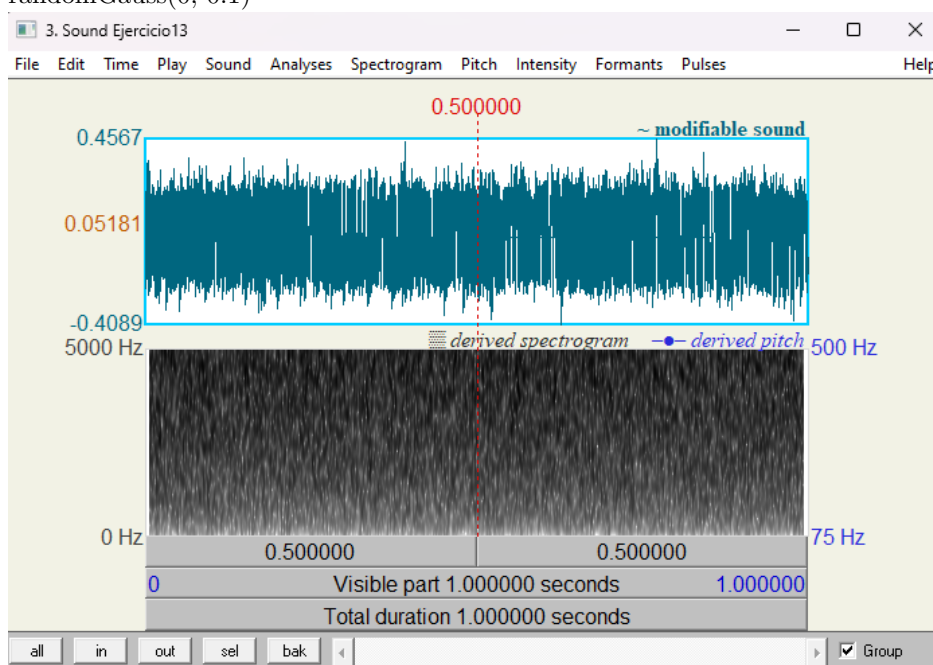 randomGauss(0, 0.1)
3. Sound Ejercicio13
File Edit Time Play Sound Analyses Spectrogram Pitch Intensity Formants Pulses Help
0.500000
0.4567
~ modifiable sound
0.05181
-0.4089
derived spectrogram
derived pitch
5000 Hz
500 Hz
0 Hz
75 Hz
0.500000 0.500000
0 Visible part 1.000000 seconds 1.000000
Total duration 1.000000 seconds
all in out sel bak Group